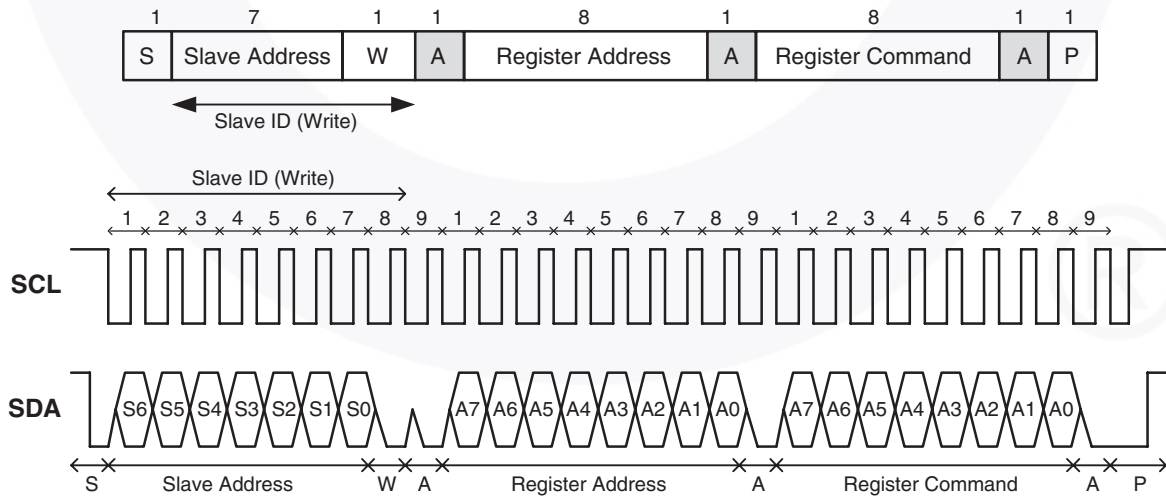 1 7 1 1 8 1 8 1 1
S Slave Address W A Register Address A Register Command A P
Slave ID (Write)
Slave ID (Write)
1 2 3 4 5 6 7 8 9 1 2 3 4 5 6 7 8 9 1 2 3 4 5 6 7 8 9
SCL
®
SDA S6 S5 S4 S3 S2 S1 S0 A7 A6 A5 A4 A3 A2 A1 A0 A7 A6 A5 A4 A3 A2 A1 A0
S Slave Address W A Register Address A Register Command A P